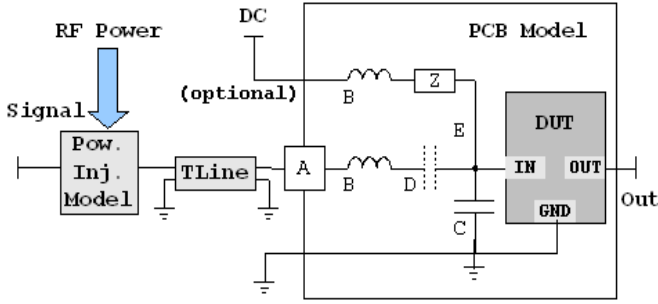 DC
RF Power
PCB Model
(optional)
B
Z
Signal
E
DUT
Pow.
Inj.
Model
TLine
A
B
D
IN
OUT
C
GND
Out